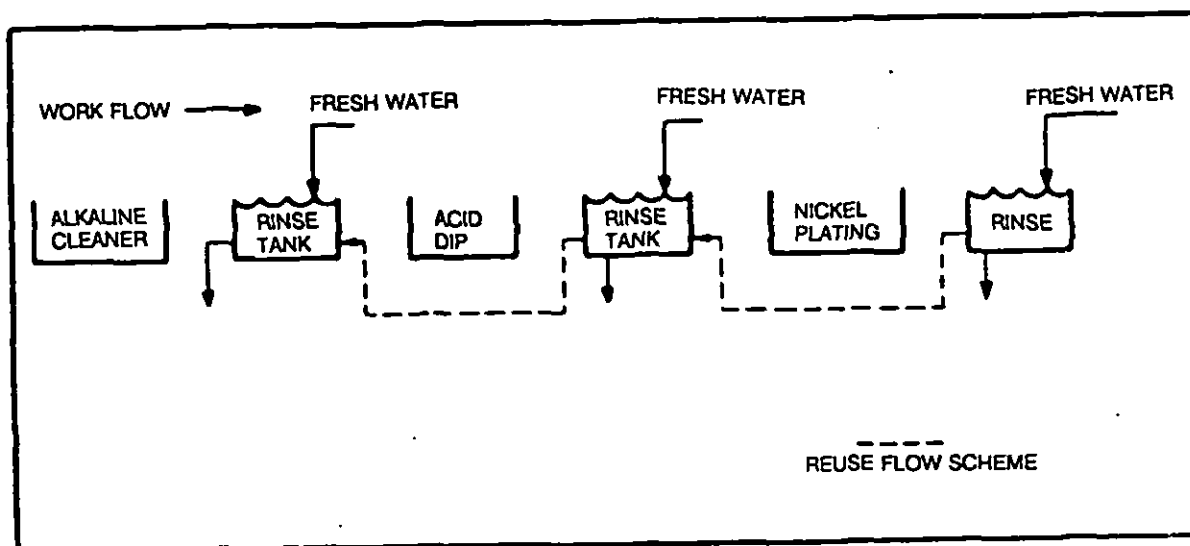 WORK FLOW
FRESH WATER
FRESH WATER
FRESH WATER
ALKALINE
CLEANER
RINSE
TANK
ACID
DIP
RINSE
TANK
NICKEL
PLATING
RINSE
REUSE FLOW SCHEME